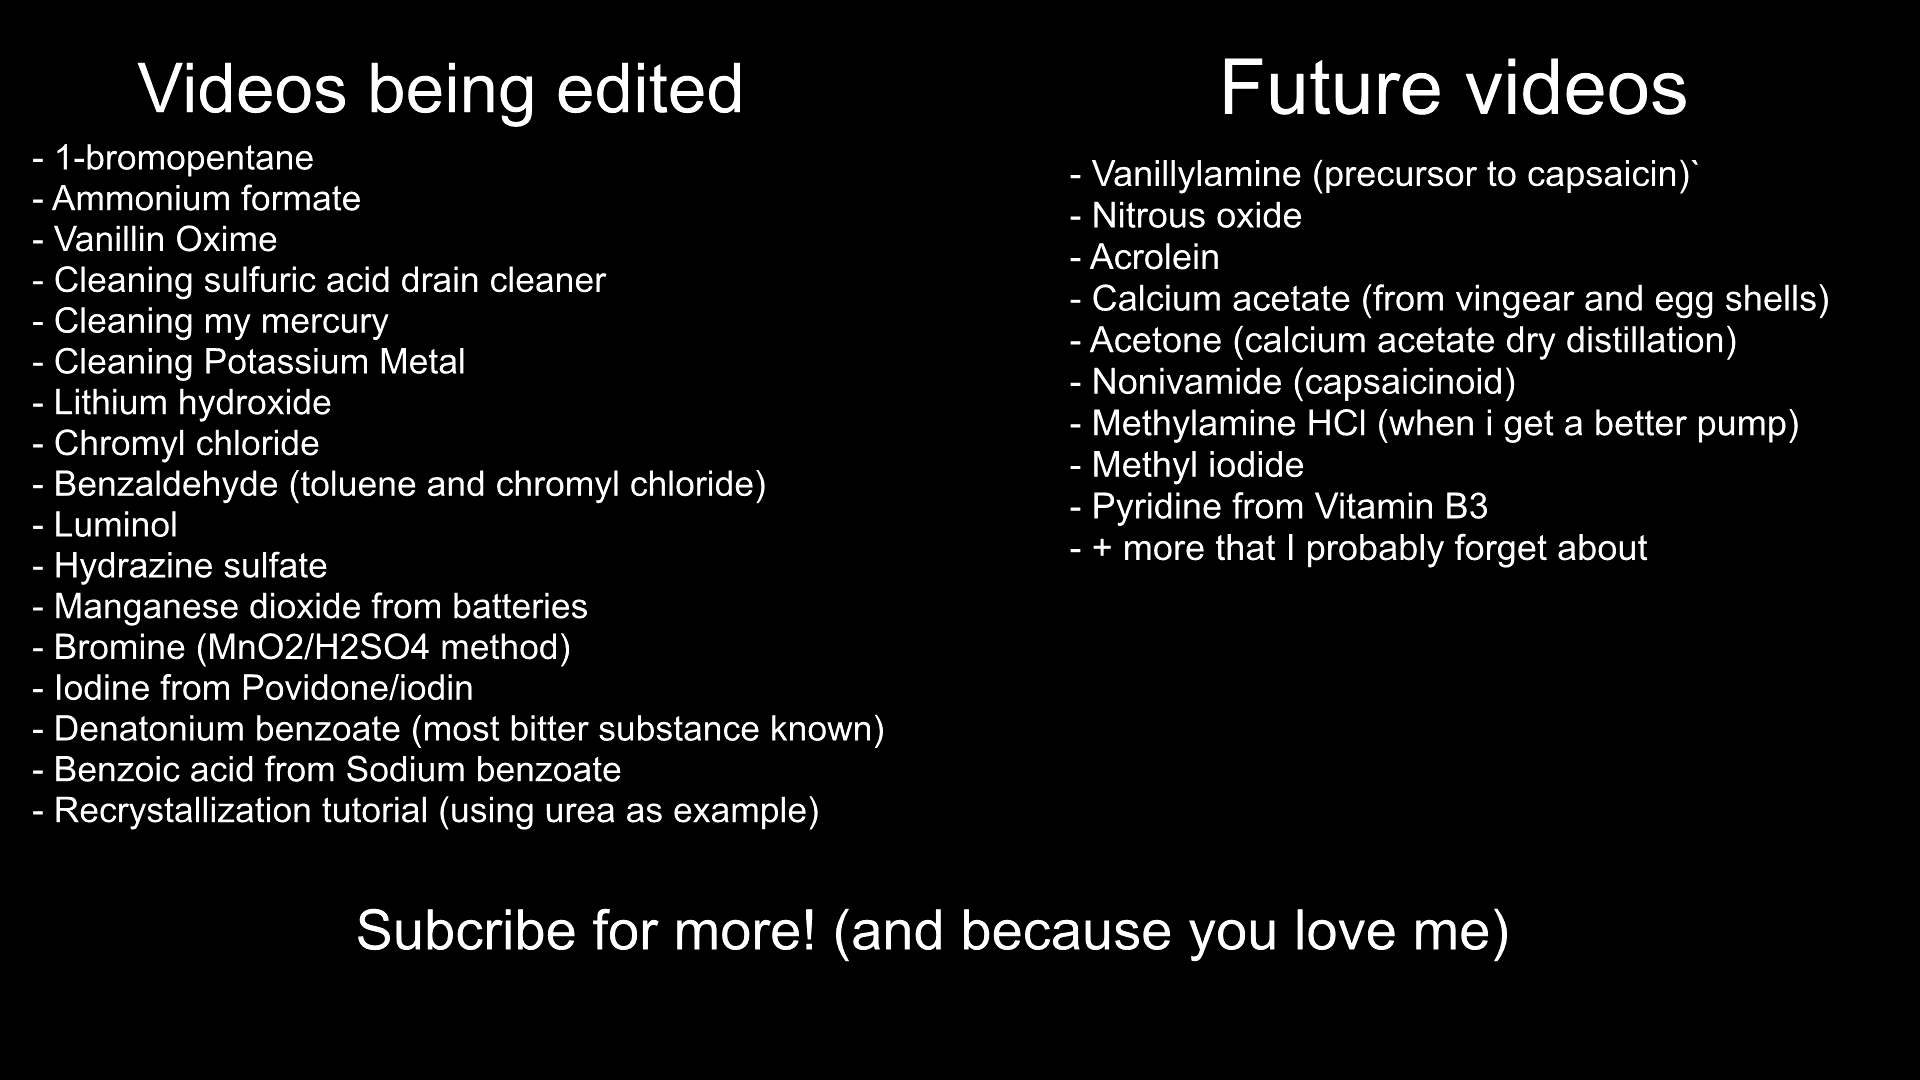 Videos being edited
- 1-bromopentane
- Ammonium formate
- Vanillin Oxime
- Cleaning sulfuric acid drain cleaner
- Cleaning my mercury
- Cleaning Potassium Metal
- Lithium hydroxide
- Chromyl chloride
- Benzaldehyde (toluene and chromyl chloride)
- Luminol
- Hydrazine sulfate
- Manganese dioxide from batteries
- Bromine (MnO2/H2SO4 method)
- Iodine from Povidone/iodin
- Denatonium benzoate (most bitter substance known)
- Benzoic acid from Sodium benzoate
- Recrystallization tutorial (using urea as example)
Future videos
- Vanillylamine (precursor to capsaicin)`
- Nitrous oxide
- Acrolein
- Calcium acetate (from vingear and egg shells)
- Acetone (calcium acetate dry distillation)
- Nonivamide (capsaicinoid)
- Methylamine HCl (when i get a better pump)
- Methyl iodide
- Pyridine from Vitamin B3
- + more that I probably forget about
Subcribe for more! (and because you love me)